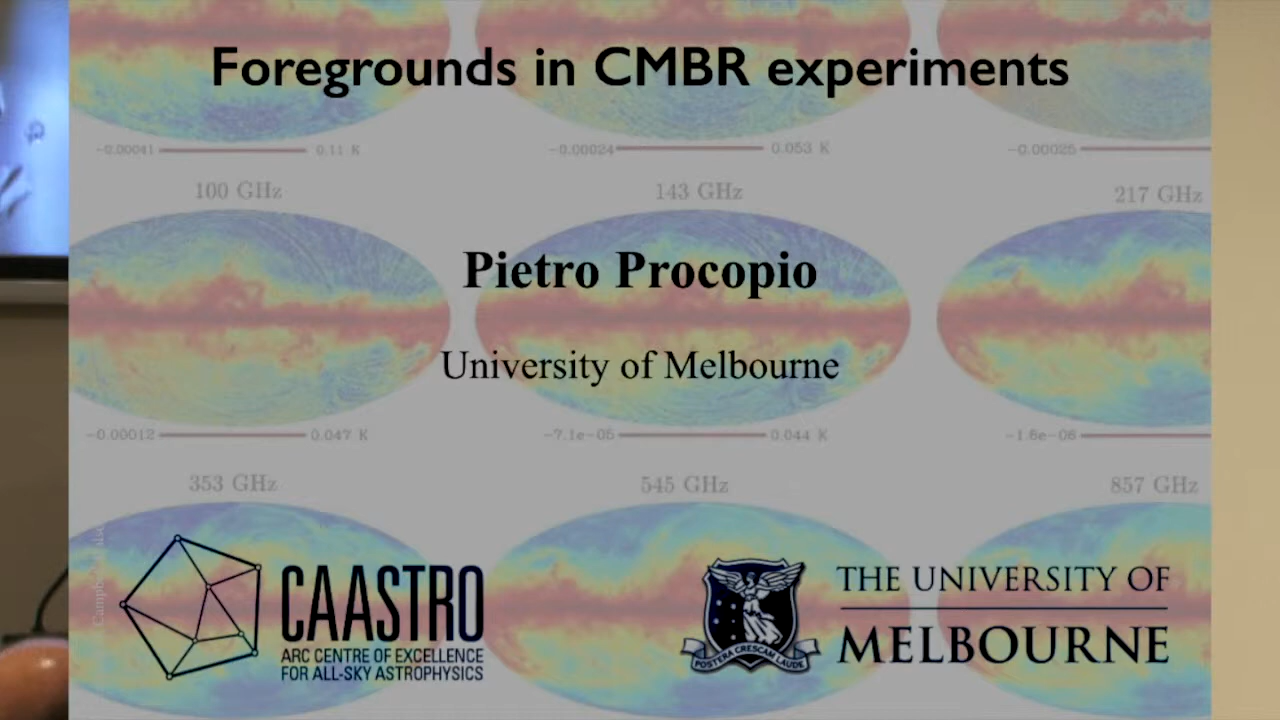 Foregrounds in CMBR experiments
-0.00041 0.11 K
-0.00024 0.053 K
-0.00025
100 GHz
143 GHz
217 GHz
Pietro Procopio
University of Melbourne
-0.00012 0.047 K
-7.1e-05 0.044 K
-1.6e-06
353 GHz
545 GHz
857 GHz
CAASTRO
ARC CENTRE OF EXCELLENCE
FOR ALL-SKY ASTROPHYSICS
POSTERA CRESCAM LAUDE
THE UNIVERSITY OF
MELBOURNE